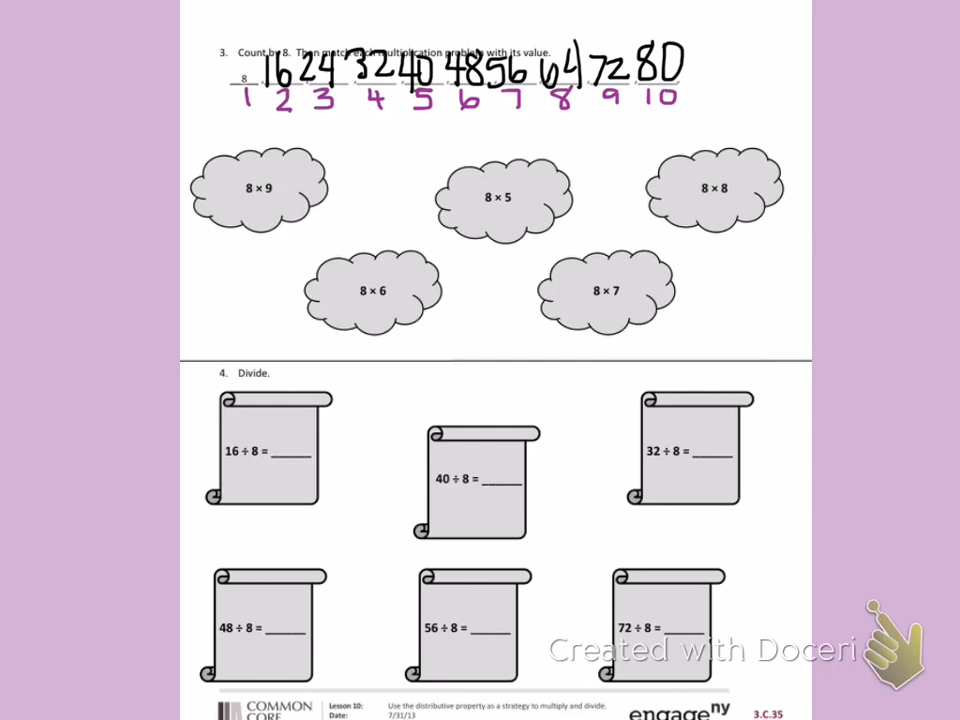 3. Count by 8. Then match each multiplication problem with its value.
8 , 16 24 32 40 48 56 64 72 80
1 2 3 4 5 6 7 8 9 10
8 × 9
8 × 5
8 × 8
8 × 6
8 × 7
4. Divide.
16 ÷ 8 = ______
40 ÷ 8 = ______
32 ÷ 8 = ______
48 ÷ 8 = ______
56 ÷ 8 = ______
72 ÷ 8 = ______
Created with Doceri
COMMON CORE
Lesson 10: Use the distributive property as a strategy to multiply and divide.
Date: 7/31/13
engageny
3.C.35